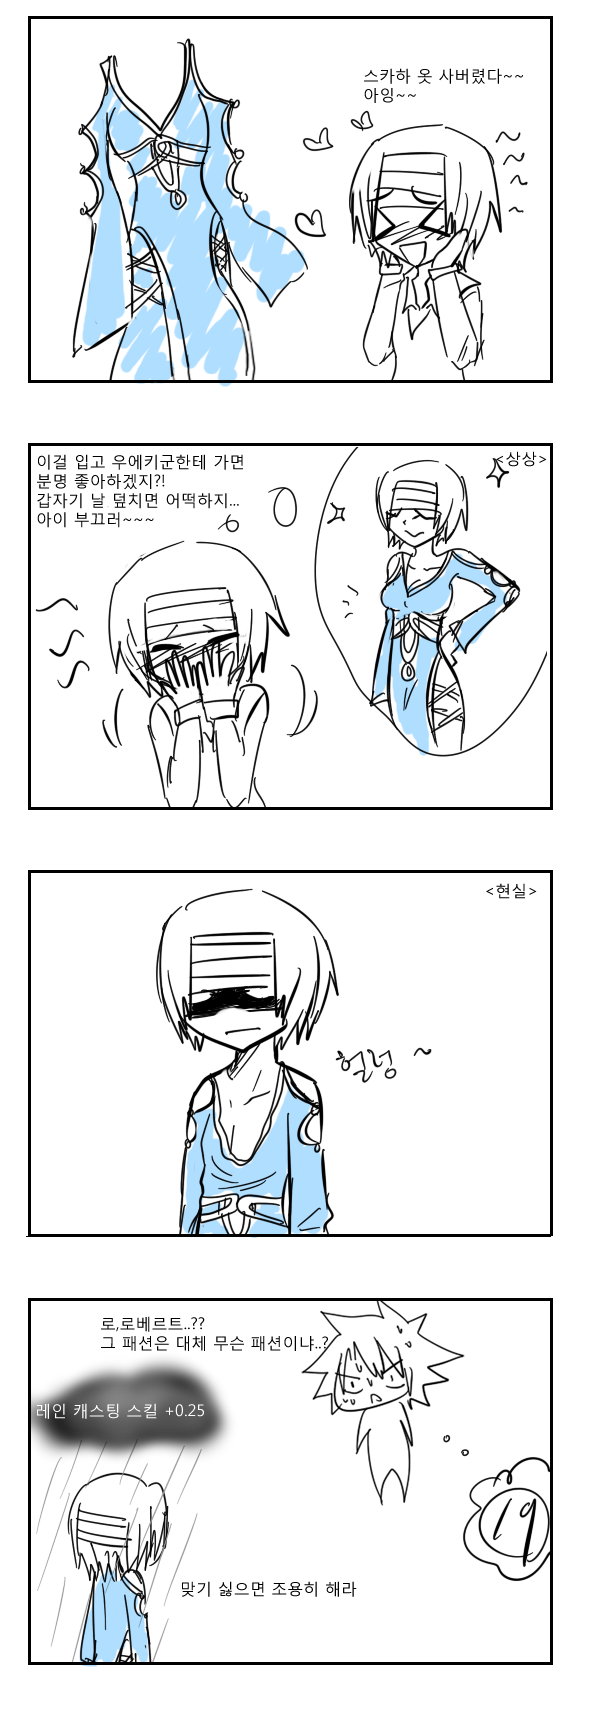 스카하 옷 사버렸다~~
아잉~~
이걸 입고 우에키군한테 가면
분명 좋아하겠지?!
갑자기 날 덮치면 어떡하지...
아이 부끄러~~~
<상상>
<현실>
헐렁 ~
로,로베르트..??
그 패션은 대체 무슨 패션이냐..?
레인 캐스팅 스킬 +0.25
19
맞기 싫으면 조용히 해라